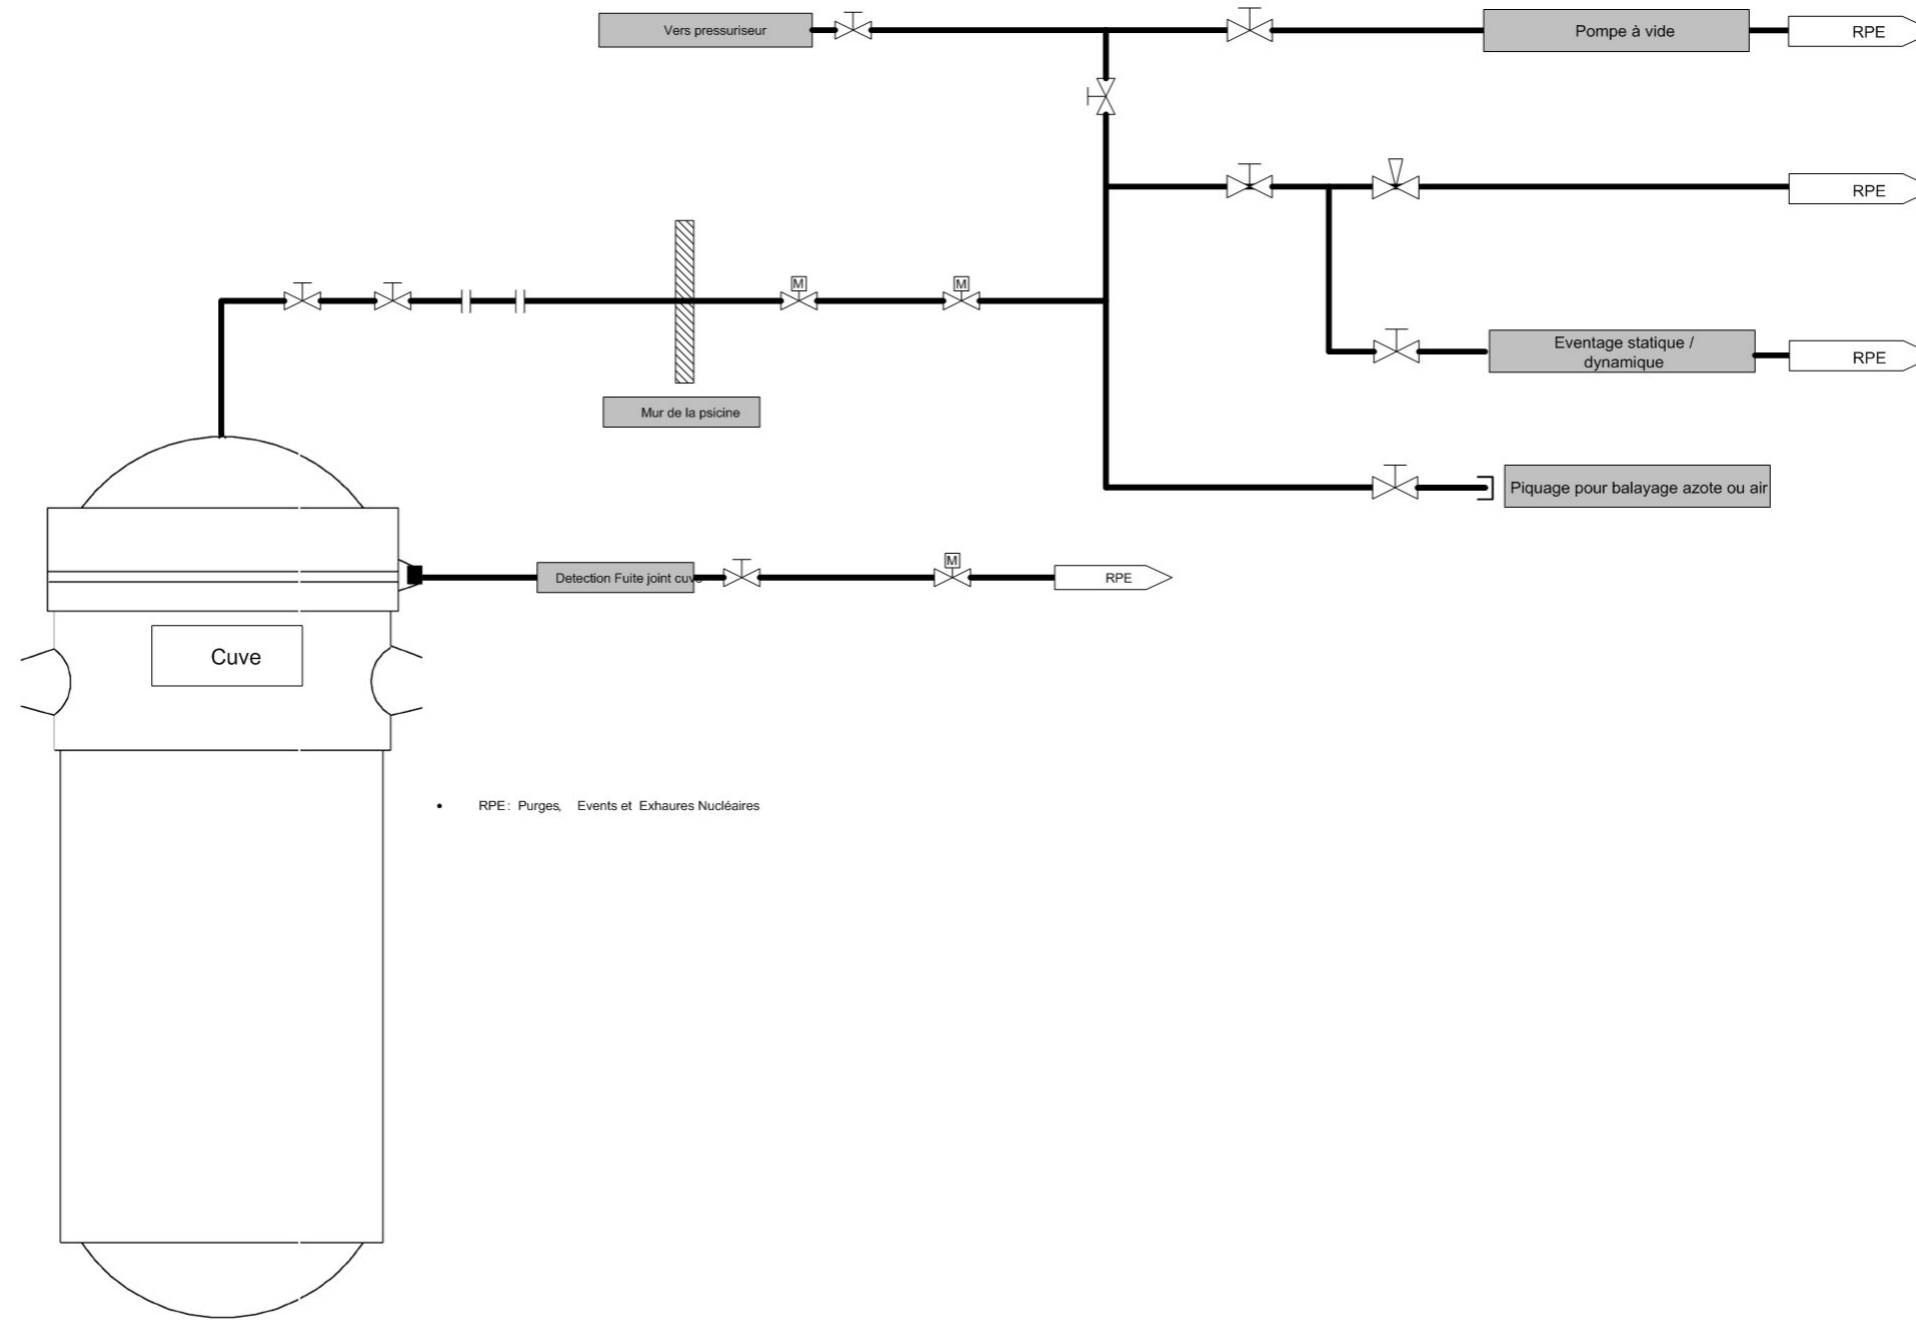 Vers pressuriseur
Pompe à vide
RPE
RPE
M
M
Eventage statique /
dynamique
RPE
Mur de la psicine
Piquage pour balayage azote ou air
M
Detection Fuite joint cuve
RPE
Cuve
• RPE: Purges, Events et Exhaures Nucléaires